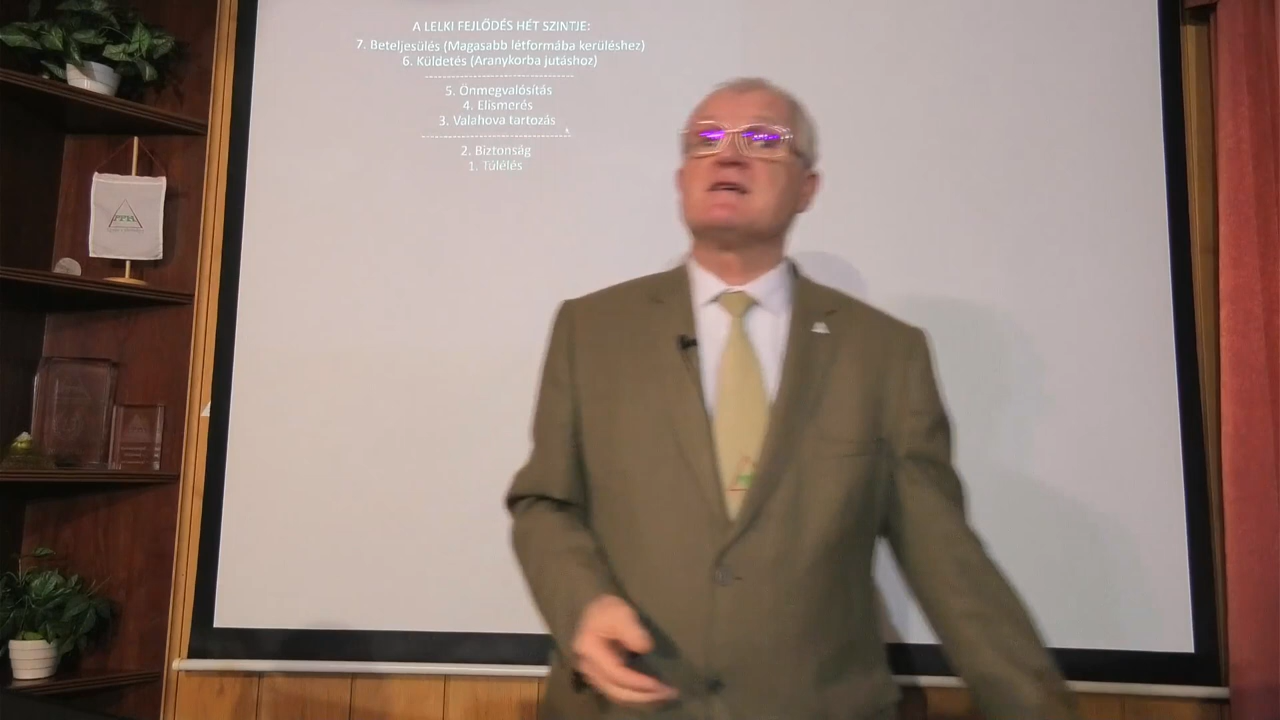 A LELKI FEJLŐDÉS HÉT SZINTJE:
7. Beteljesülés (Magasabb létformába kerüléshez)
6. Küldetés (Aranykorba jutáshoz)
5. Önmegvalósítás
4. Elismerés
3. Valahova tartozás
2. Biztonság
1. Túlélés